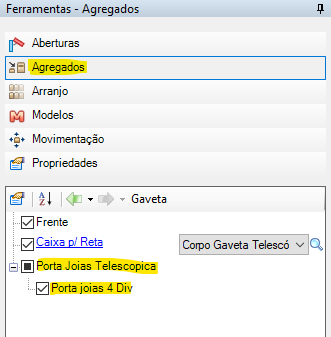 Ferramentas - Agregados
Aberturas
Agregados
Arranjo
Modelos
Movimentação
Propriedades
Gaveta
Frente
Caixa p/ Reta
Corpo Gaveta Telescó
Porta Joias Telescopica
Porta joias 4 Div